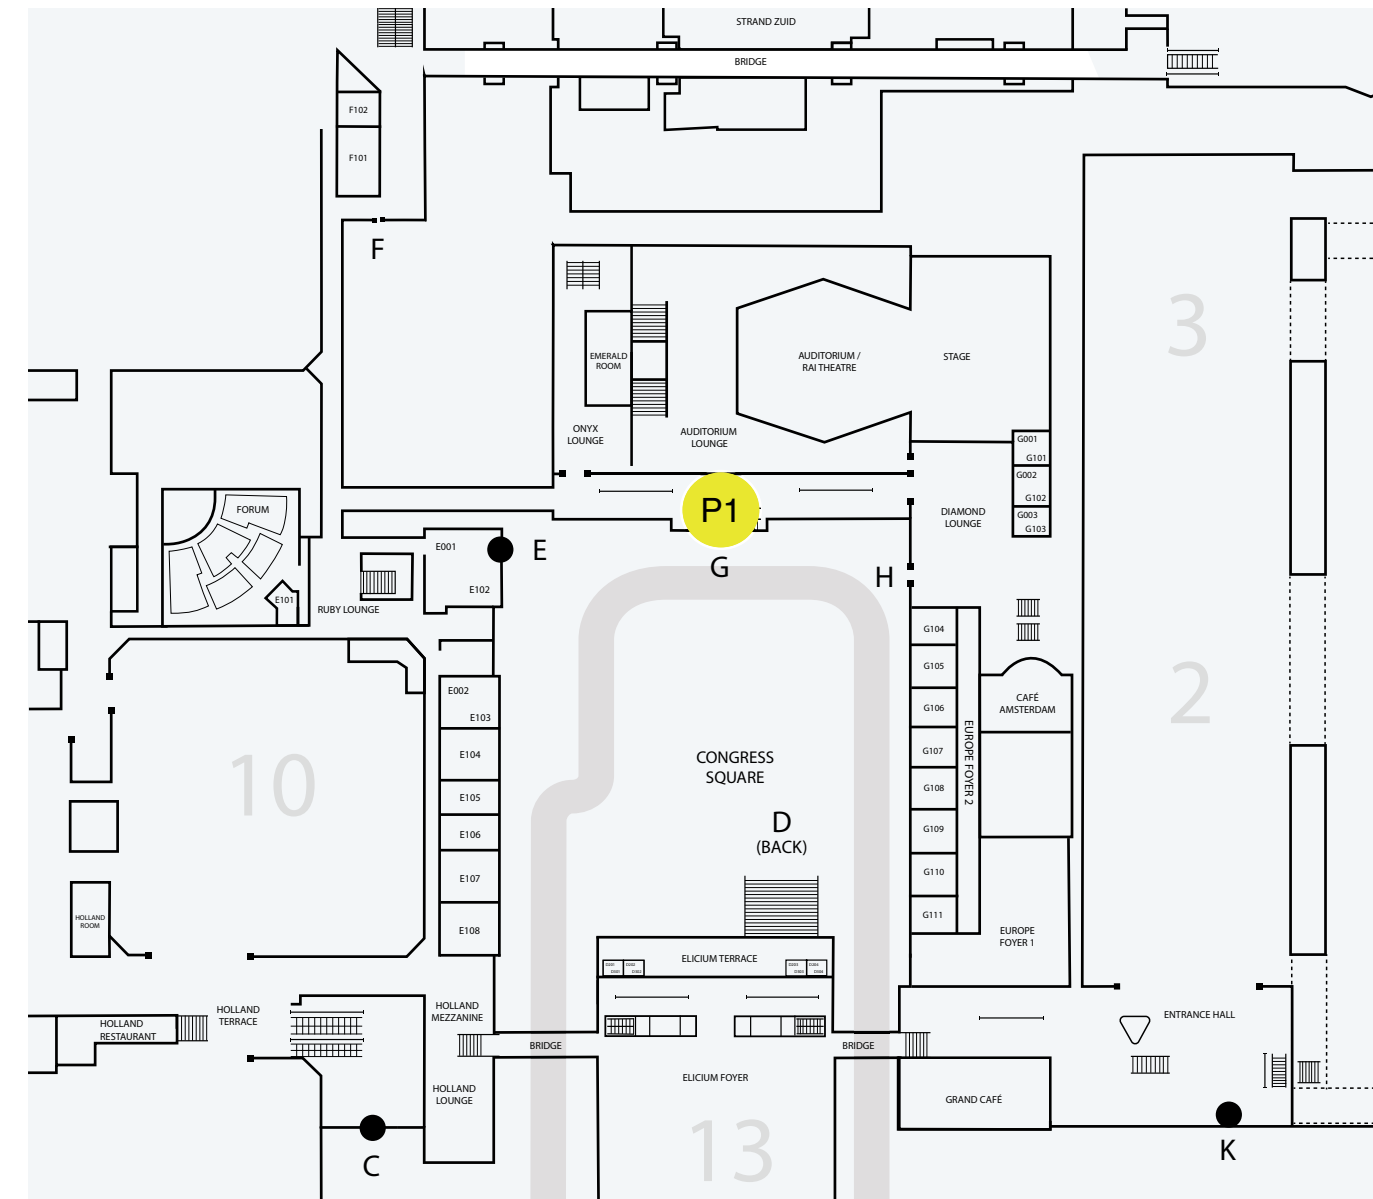 STRAND ZUID
BRIDGE
F102
F101
F
3
EMERALD
ROOM
AUDITORIUM /
RAI THEATRE
STAGE
ONYX
LOUNGE
AUDITORIUM
LOUNGE
G001
G101
G002
G102
G003
G103
FORUM
P1
DIAMOND
LOUNGE
E001
E
G
H
E102
E101
RUBY LOUNGE
G104
G105
E002
E103
G106
CAFÉ
AMSTERDAM
2
10
E104
CONGRESS
SQUARE
G107
EUROPE FOYER 2
E105
G108
E106
D
(BACK)
G109
E107
G110
HOLLAND
ROOM
E108
G111
EUROPE
FOYER 1
ELICIUM TERRACE
HOLLAND
TERRACE
HOLLAND
MEZZANINE
HOLLAND
RESTAURANT
ENTRANCE HALL
BRIDGE
BRIDGE
ELICIUM FOYER
HOLLAND
LOUNGE
GRAND CAFÉ
13
C
K